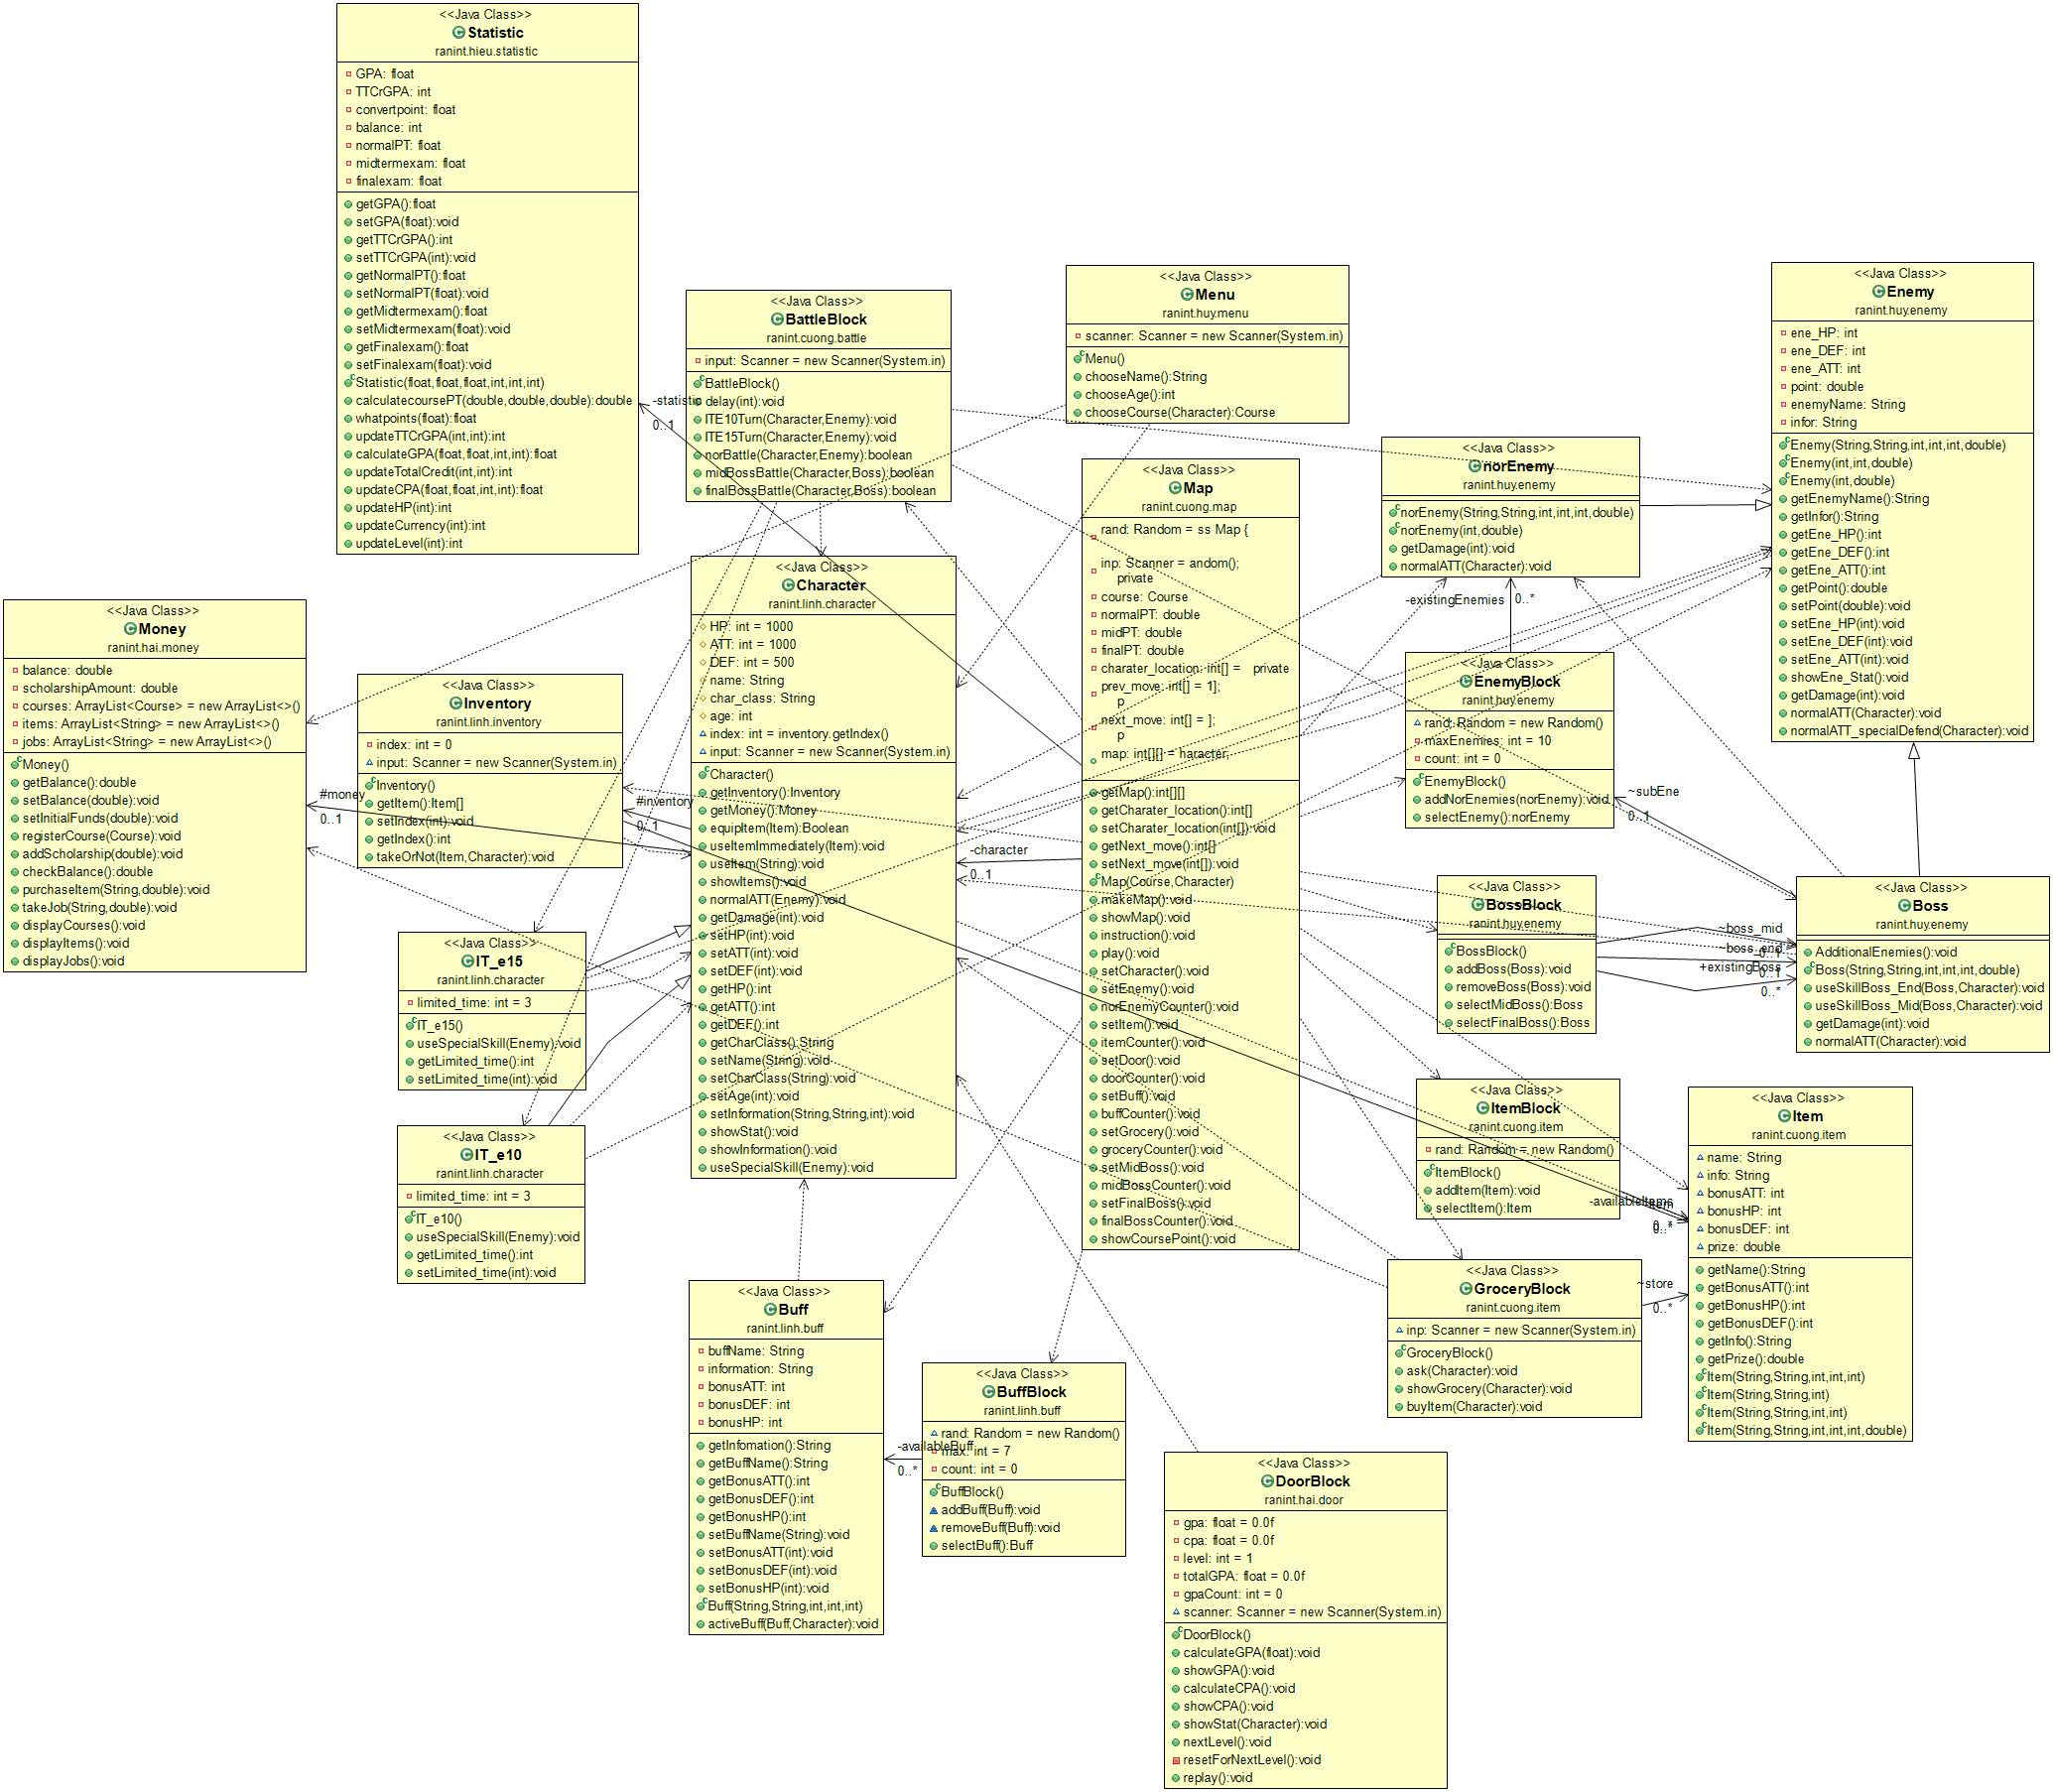 <<Java Class>>
Statistic
ranint.hieu.statistic
GPA: float
TTCrGPA: int
convertpoint: float
balance: int
normalPT: float
midtermexam: float
finalexam: float
getGPA():float
setGPA(float):void
getTTCrGPA():int
setTTCrGPA(int):void
getNormalPT():float
setNormalPT(float):void
getMidtermexam():float
setMidtermexam(float):void
getFinalexam():float
setFinalexam(float):void
Statistic(float,float,float,int,int,int)
calculatecoursePT(double,double,double):double
whatpoints(float):float
updateTTCrGPA(int,int):int
calculateGPA(float,float,int,int):float
updateTotalCredit(int,int):int
updateCPA(float,float,int,int):float
updateHP(int):int
updateCurrency(int):int
updateLevel(int):int
-statistic
0..1
<<Java Class>>
BattleBlock
ranint.cuong.battle
input: Scanner = new Scanner(System.in)
BattleBlock()
delay(int):void
ITE10Turn(Character,Enemy):void
ITE15Turn(Character,Enemy):void
norBattle(Character,Enemy):boolean
midBossBattle(Character,Boss):boolean
finalBossBattle(Character,Boss):boolean
<<Java Class>>
Menu
ranint.huy.menu
scanner: Scanner = new Scanner(System.in)
Menu()
chooseName():String
chooseAge():int
chooseCourse(Character):Course
<<Java Class>>
Enemy
ranint.huy.enemy
ene_HP: int
ene_DEF: int
ene_ATT: int
point: double
enemyName: String
infor: String
Enemy(String,String,int,int,int,double)
Enemy(int,int,double)
Enemy(int,double)
getEnemyName():String
getInfor():String
getEne_HP():int
getEne_DEF():int
getEne_ATT():int
getPoint():double
setPoint(double):void
setEne_HP(int):void
setEne_DEF(int):void
setEne_ATT(int):void
showEne_Stat():void
getDamage(int):void
normalATT(Character):void
normalATT_specialDefend(Character):void
<<Java Class>>
norEnemy
ranint.huy.enemy
norEnemy(String,String,int,int,int,double)
norEnemy(int,double)
getDamage(int):void
normalATT(Character):void
-existingEnemies
0..*
<<Java Class>>
EnemyBlock
ranint.huy.enemy
rand: Random = new Random()
maxEnemies: int = 10
count: int = 0
EnemyBlock()
addNorEnemies(norEnemy):void
selectEnemy():norEnemy
~subEne
0..1
<<Java Class>>
Map
ranint.cuong.map
rand: Random = ss Map {
inp: Scanner = andom();
private
course: Course
normalPT: double
midPT: double
finalPT: double
charater_location: int[] = private
prev_move: int[] = 1];
p
next_move: int[] = ];
p
map: int[][] = haracter;
getMap():int[][]
getCharater_location():int[]
setCharater_location(int[]):void
getNext_move():int[]
setNext_move(int[]):void
Map(Course,Character)
makeMap():void
showMap():void
instruction():void
play():void
setCharacter():void
setEnemy():void
norEnemyCounter():void
setItem():void
itemCounter():void
setDoor():void
doorCounter():void
setBuff():void
buffCounter():void
setGrocery():void
groceryCounter():void
setMidBoss():void
midBossCounter():void
setFinalBoss():void
finalBossCounter():void
showCoursePoint():void
-character
0..1
<<Java Class>>
Character
ranint.linh.character
HP: int = 1000
ATT: int = 1000
DEF: int = 500
name: String
char_class: String
age: int
index: int = inventory.getIndex()
input: Scanner = new Scanner(System.in)
Character()
getInventory():Inventory
getMoney():Money
equipItem(Item):Boolean
useItemImmediately(Item):void
useItem(String):void
showItems():void
normalATT(Enemy):void
getDamage(int):void
setHP(int):void
setATT(int):void
setDEF(int):void
getHP():int
getATT():int
getDEF():int
getCharClass():String
setName(String):void
setCharClass(String):void
setAge(int):void
setInformation(String,String,int):void
showStat():void
showInformation():void
useSpecialSkill(Enemy):void
<<Java Class>>
Money
ranint.hai.money
balance: double
scholarshipAmount: double
courses: ArrayList<Course> = new ArrayList<>()
items: ArrayList<String> = new ArrayList<>()
jobs: ArrayList<String> = new ArrayList<>()
Money()
getBalance():double
setBalance(double):void
setInitialFunds(double):void
registerCourse(Course):void
addScholarship(double):void
checkBalance():double
purchaseItem(String,double):void
takeJob(String,double):void
displayCourses():void
displayItems():void
displayJobs():void
#money
0..1
<<Java Class>>
Inventory
ranint.linh.inventory
index: int = 0
input: Scanner = new Scanner(System.in)
Inventory()
getItem():Item[]
setIndex(int):void
getIndex():int
takeOrNot(Item,Character):void
#inventory
0..1
<<Java Class>>
IT_e15
ranint.linh.character
limited_time: int = 3
IT_e15()
useSpecialSkill(Enemy):void
getLimited_time():int
setLimited_time(int):void
<<Java Class>>
IT_e10
ranint.linh.character
limited_time: int = 3
IT_e10()
useSpecialSkill(Enemy):void
getLimited_time():int
setLimited_time(int):void
<<Java Class>>
BossBlock
ranint.huy.enemy
BossBlock()
addBoss(Boss):void
removeBoss(Boss):void
selectMidBoss():Boss
selectFinalBoss():Boss
~boss_mid
0..1
~boss_end
0..1
+existingBoss
0..*
<<Java Class>>
Boss
ranint.huy.enemy
AdditionalEnemies():void
Boss(String,String,int,int,int,double)
useSkillBoss_End(Boss,Character):void
useSkillBoss_Mid(Boss,Character):void
getDamage(int):void
normalATT(Character):void
<<Java Class>>
ItemBlock
ranint.cuong.item
rand: Random = new Random()
ItemBlock()
addItem(Item):void
selectItem():Item
-availableItems
0..*
<<Java Class>>
Item
ranint.cuong.item
name: String
info: String
bonusATT: int
bonusHP: int
bonusDEF: int
prize: double
getName():String
getBonusATT():int
getBonusHP():int
getBonusDEF():int
getInfo():String
getPrize():double
Item(String,String,int,int,int)
Item(String,String,int)
Item(String,String,int,int)
Item(String,String,int,int,int,double)
<<Java Class>>
GroceryBlock
ranint.cuong.item
inp: Scanner = new Scanner(System.in)
GroceryBlock()
ask(Character):void
showGrocery(Character):void
buyItem(Character):void
~store
0..*
<<Java Class>>
Buff
ranint.linh.buff
buffName: String
information: String
bonusATT: int
bonusDEF: int
bonusHP: int
getInfomation():String
getBuffName():String
getBonusATT():int
getBonusDEF():int
getBonusHP():int
setBuffName(String):void
setBonusATT(int):void
setBonusDEF(int):void
setBonusHP(int):void
Buff(String,String,int,int,int)
activeBuff(Buff,Character):void
-availableBuff
0..*
<<Java Class>>
BuffBlock
ranint.linh.buff
rand: Random = new Random()
max: int = 7
count: int = 0
BuffBlock()
addBuff(Buff):void
removeBuff(Buff):void
selectBuff():Buff
<<Java Class>>
DoorBlock
ranint.hai.door
gpa: float = 0.0f
cpa: float = 0.0f
level: int = 1
totalGPA: float = 0.0f
gpaCount: int = 0
scanner: Scanner = new Scanner(System.in)
DoorBlock()
calculateGPA(float):void
showGPA():void
calculateCPA():void
showCPA():void
showStat(Character):void
nextLevel():void
resetForNextLevel():void
replay():void